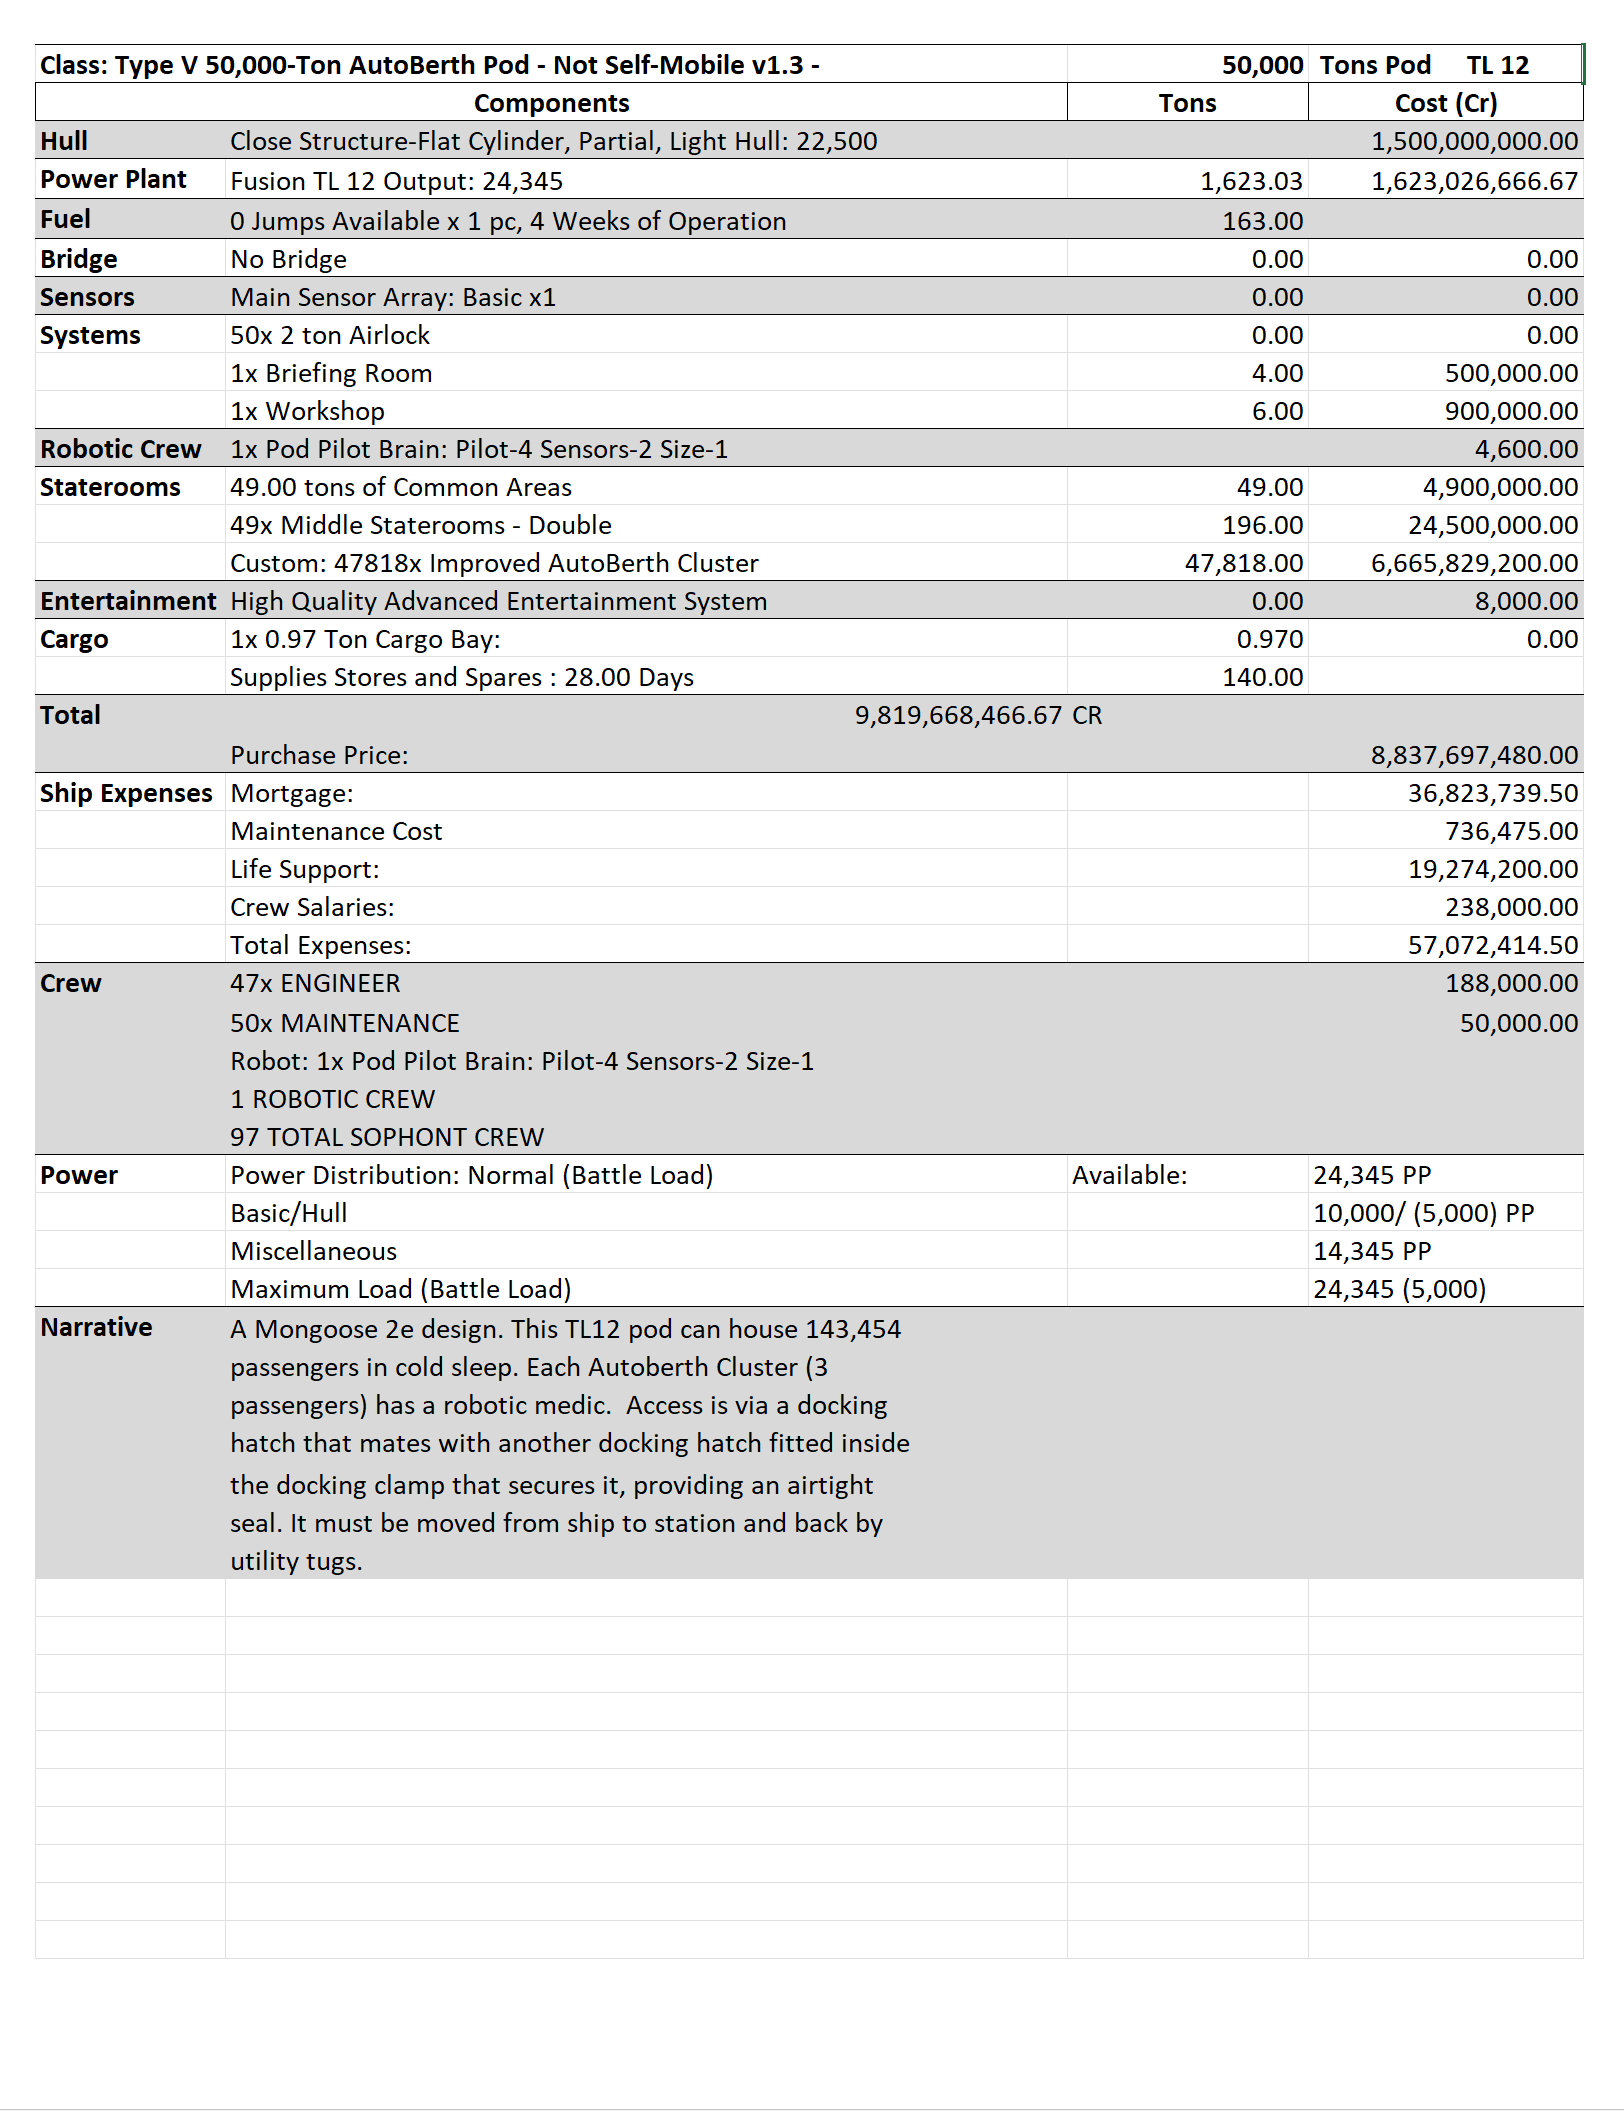 Class: Type V 50,000-Ton AutoBerth Pod - Not Self-Mobile v1.3 - 50,000 Tons Pod TL 12
Components Tons Cost (Cr)
Hull Close Structure-Flat Cylinder, Partial, Light Hull: 22,500 1,500,000,000.00
Power Plant Fusion TL 12 Output: 24,345 1,623.03 1,623,026,666.67
Fuel 0 Jumps Available x 1 pc, 4 Weeks of Operation 163.00
Bridge No Bridge 0.00 0.00
Sensors Main Sensor Array: Basic x1 0.00 0.00
Systems 50x 2 ton Airlock 0.00 0.00
1x Briefing Room 4.00 500,000.00
1x Workshop 6.00 900,000.00
Robotic Crew 1x Pod Pilot Brain: Pilot-4 Sensors-2 Size-1 4,600.00
Staterooms 49.00 tons of Common Areas 49.00 4,900,000.00
49x Middle Staterooms - Double 196.00 24,500,000.00
Custom: 47818x Improved AutoBerth Cluster 47,818.00 6,665,829,200.00
Entertainment High Quality Advanced Entertainment System 0.00 8,000.00
Cargo 1x 0.97 Ton Cargo Bay: 0.970 0.00
Supplies Stores and Spares : 28.00 Days 140.00
Total 9,819,668,466.67 CR
Purchase Price: 8,837,697,480.00
Ship Expenses Mortgage: 36,823,739.50
Maintenance Cost 736,475.00
Life Support: 19,274,200.00
Crew Salaries: 238,000.00
Total Expenses: 57,072,414.50
Crew 47x ENGINEER 188,000.00
50x MAINTENANCE 50,000.00
Robot: 1x Pod Pilot Brain: Pilot-4 Sensors-2 Size-1
1 ROBOTIC CREW
97 TOTAL SOPHONT CREW
Power Power Distribution: Normal (Battle Load) Available: 24,345 PP
Basic/Hull 10,000/ (5,000) PP
Miscellaneous 14,345 PP
Maximum Load (Battle Load) 24,345 (5,000)
Narrative A Mongoose 2e design. This TL12 pod can house 143,454
passengers in cold sleep. Each Autoberth Cluster (3
passengers) has a robotic medic.  Access is via a docking
hatch that mates with another docking hatch fitted inside
the docking clamp that secures it, providing an airtight
seal. It must be moved from ship to station and back by
utility tugs.